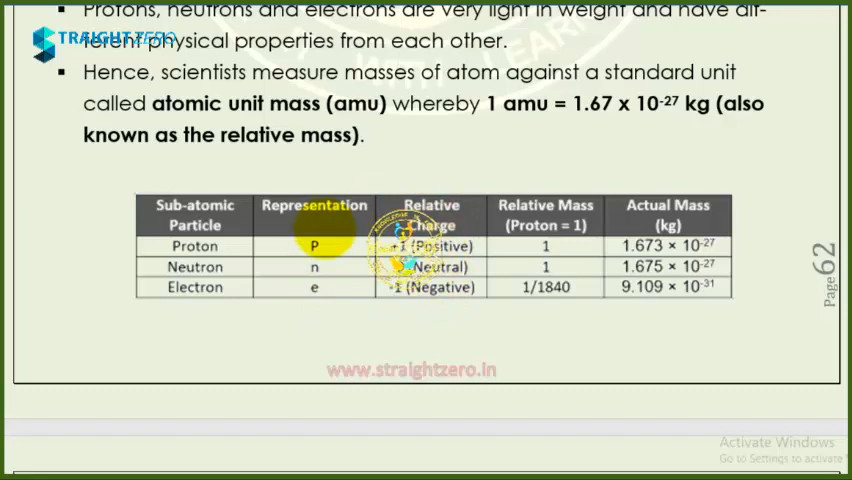 Protons, neutrons and electrons are very light in weight and have dif-
STRAIGHT ZERO
ferent physical properties from each other.
▪ Hence, scientists measure masses of atom against a standard unit
called atomic unit mass (amu) whereby 1 amu = 1.67 x 10⁻²⁷ kg (also
known as the relative mass).
Sub-atomic Particle | Representation | Relative Charge | Relative Mass (Proton = 1) | Actual Mass (kg)
Proton | P | +1 (Positive) | 1 | 1.673 × 10⁻²⁷
Neutron | n | (Neutral) | 1 | 1.675 × 10⁻²⁷
Electron | e | -1 (Negative) | 1/1840 | 9.109 × 10⁻³¹
Page 62
www.straightzero.in
Activate Windows
Go to Settings to activate